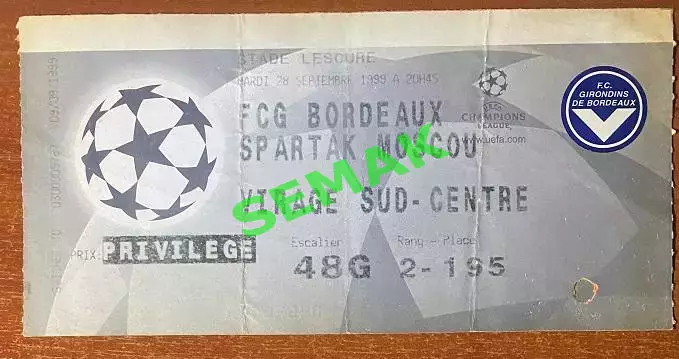 STADE LESCURE
MARDI 28 SEPTEMBRE 1999 A 20H45
FCG BORDEAUX
SPARTAK MOSCOU
VIRAGE SUD-CENTRE
PRIX: PRIVILEGE
Escalier Rang - Place
48G 2-195
UEFA
CHAMPIONS
LEAGUE
www.uefa.com
F.C.
GIRONDINS
DE BORDEAUX
SEMAK